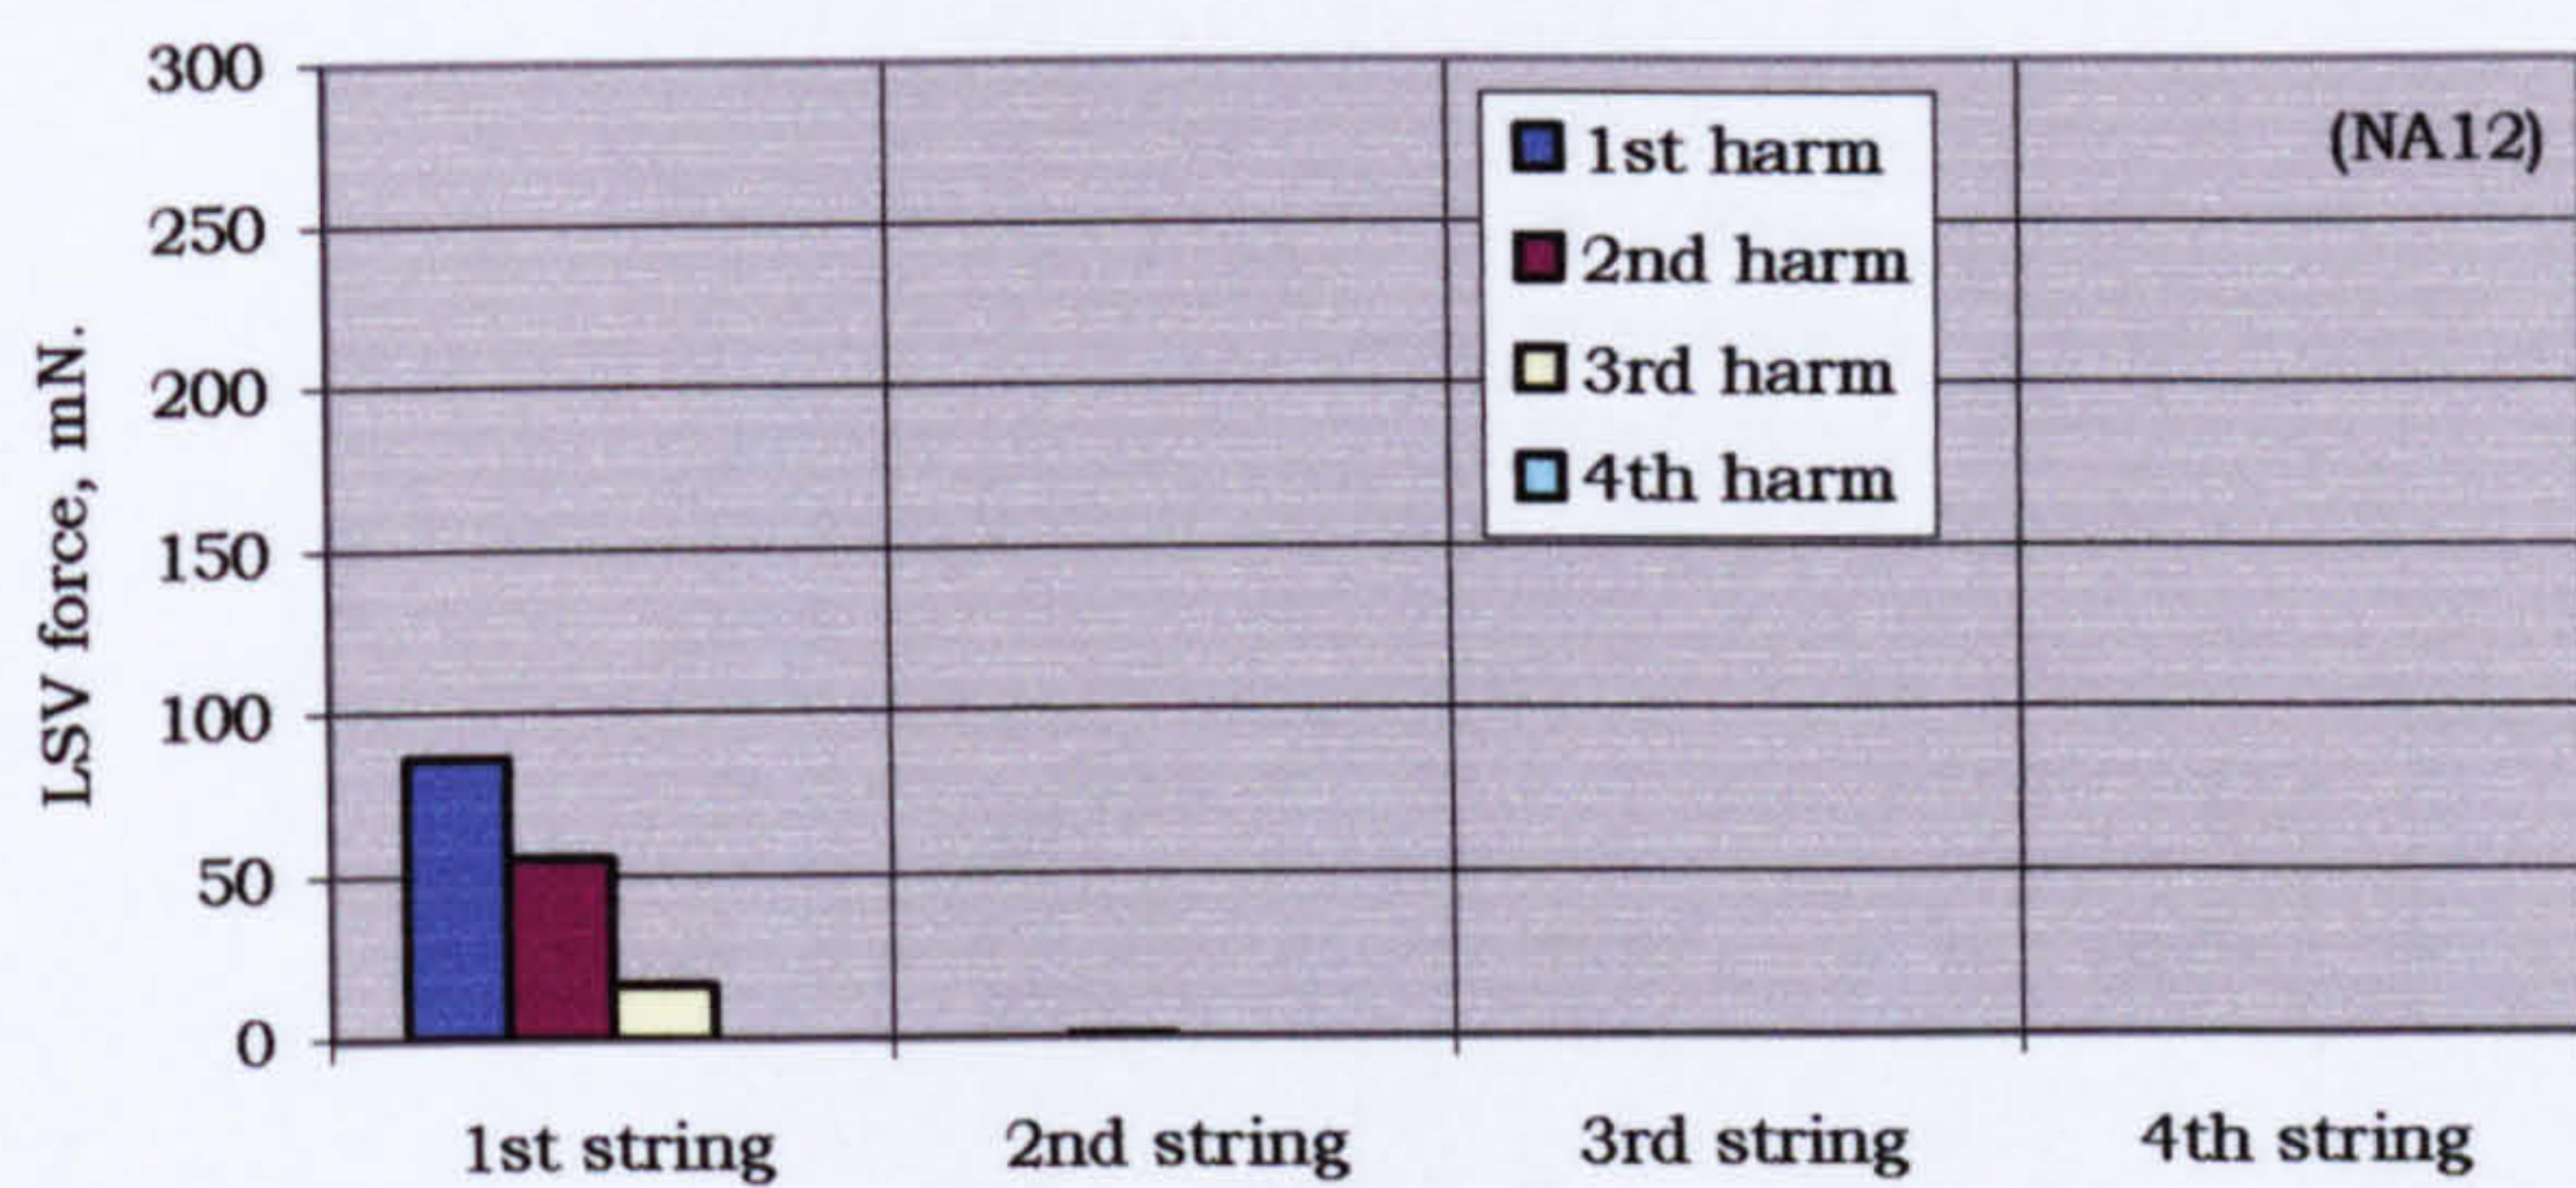 300
250
200
150
100
50
0
LSV force, mN.
1st harm
2nd harm
3rd harm
4th harm
(NA12)
1st string
2nd string
3rd string
4th string